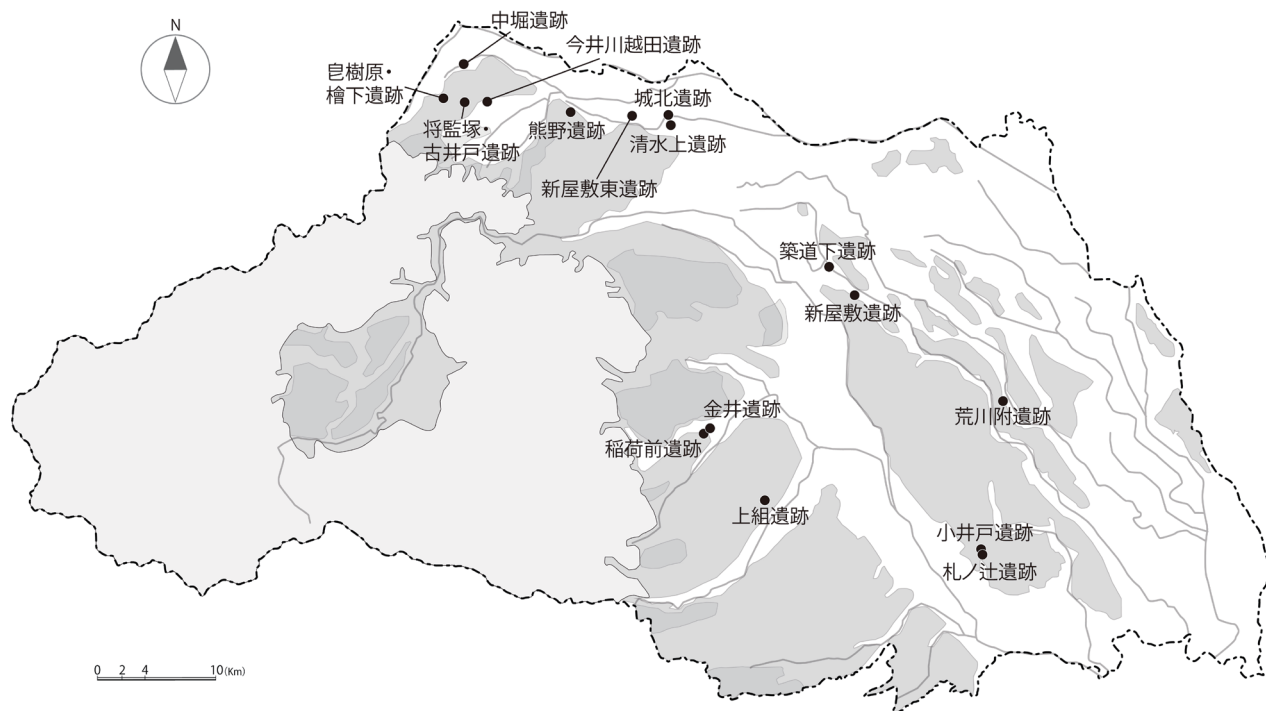 N
中堀遺跡
今井川越田遺跡
皀樹原・
檜下遺跡
将監塚・
古井戸遺跡
熊野遺跡
城北遺跡
清水上遺跡
新屋敷東遺跡
築道下遺跡
新屋敷遺跡
荒川附遺跡
金井遺跡
稲荷前遺跡
上組遺跡
小井戸遺跡
札ノ辻遺跡
0 2 4 10(Km)